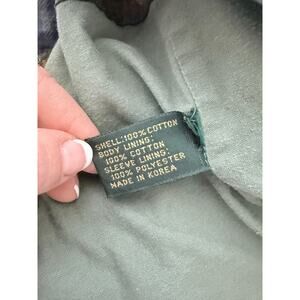 SHELL: 100% COTTON
BODY LINING:
100% COTTON
SLEEVE LINING:
100% POLYESTER
MADE IN KOREA